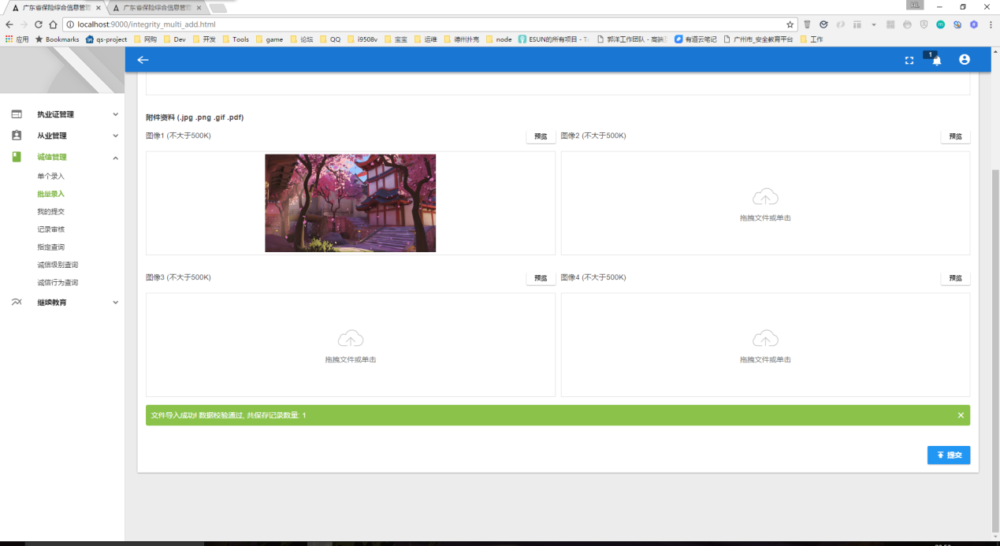 广东省保险综合信息管理
广东省保险综合信息管理
HL
localhost:9000/integrity_multi_add.html
应用 Bookmarks qs-project 网购 Dev 开发 Tools game 论坛 QQ i9508v 宝宝 运维 德州扑克 node ESUN的所有项目 - T 郭洋工作团队 - 高端 有道云笔记 广州市_安全教育平台 工作
1
执业证管理
从业管理
诚信管理
单个录入
批量录入
我的提交
记录审核
指定查询
诚信级别查询
诚信行为查询
继续教育
附件资料 (.jpg .png .gif .pdf)
图像1 (不大于500K) 预览 图像2 (不大于500K) 预览
拖拽文件或单击
图像3 (不大于500K) 预览 图像4 (不大于500K) 预览
拖拽文件或单击 拖拽文件或单击
文件导入成功! 数据校验通过, 共保存记录数量: 1
提交